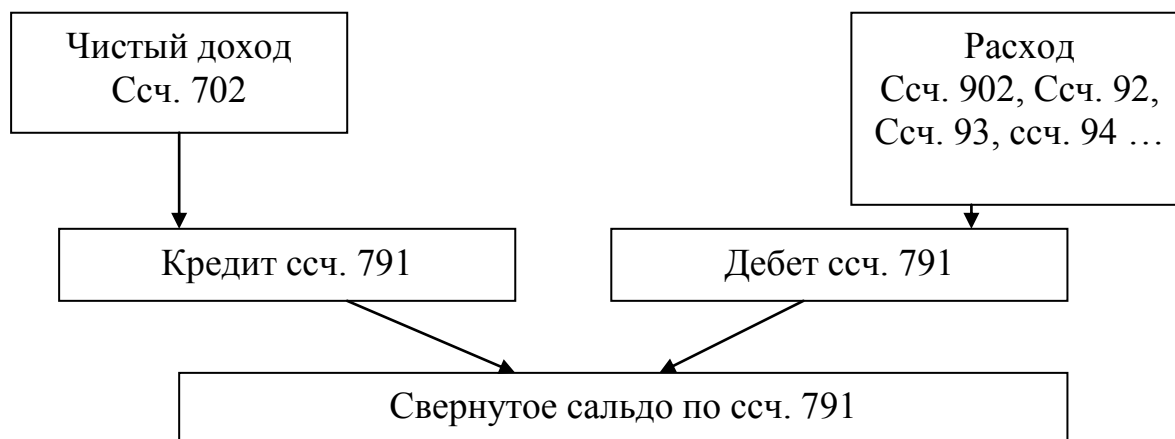 Чистый доход
Ссч. 702
Расход
Ссч. 902, Ссч. 92,
Ссч. 93, ссч. 94 …
Кредит ссч. 791
Дебет ссч. 791
Свернутое сальдо по ссч. 791